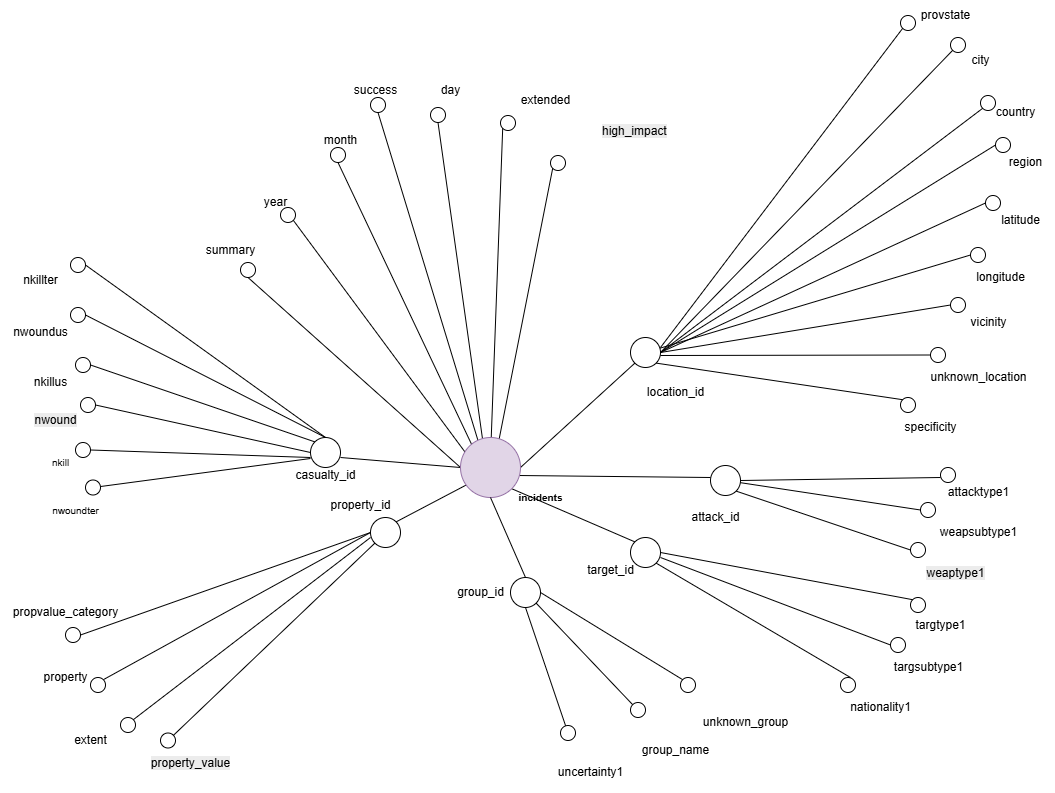 provstate
city
success
day
extended
country
high_impact
month
region
year
latitude
summary
nkillter
longitude
nwoundus
vicinity
nkillus
unknown_location
location_id
nwound
specificity
nkill
casualty_id
attacktype1
incidents
property_id
nwoundter
attack_id
weapsubtype1
target_id
weaptype1
group_id
propvalue_category
targtype1
targsubtype1
property
nationality1
unknown_group
extent
group_name
property_value
uncertainty1